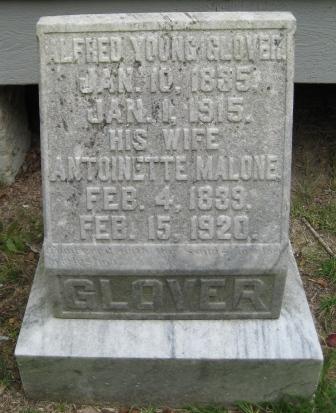 ALFRED YOUNG GLOVER.
JAN. 10, 1835.
JAN. 1, 1915.
HIS WIFE
ANTOINETTE MALONE
FEB. 4, 1839.
FEB. 15, 1920.
GLOVER